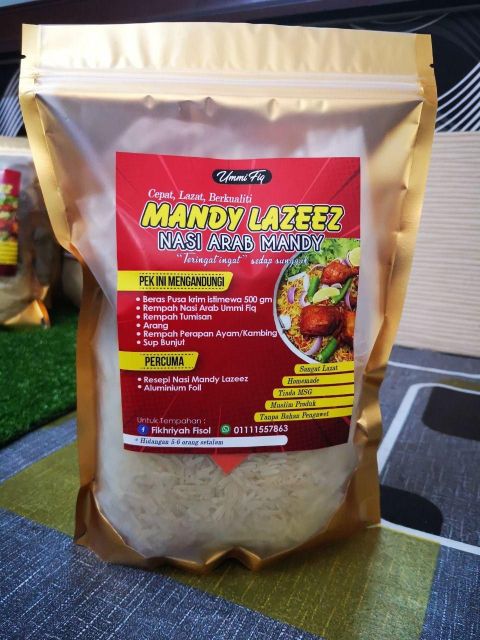 Ummi Fiq
Cepat, Lazat, Berkualiti
MANDY LAZEEZ
NASI ARAB MANDY
"Teringat ingat" sedap sungguh
PEK INI MENGANDUNGI
• Beras Pusa krim istimewa 500 gm
• Rempah Nasi Arab Ummi Fiq
• Rempah Tumisan
• Arang
• Rempah Perapan Ayam/Kambing
• Sup Bunjut
PERCUMA
• Resepi Nasi Mandy Lazeez
• Aluminium Foil
Sangat Lazat
Homemade
Tiada MSG
Muslim Produk
Tanpa Bahan Pengawet
Untuk Tempahan :
Fikhriyah Fisol 01111557863
* Hidangan 5-6 orang setalam